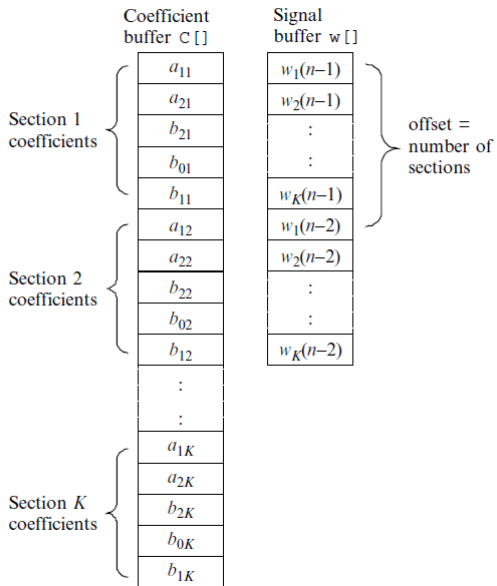 Coefficient
buffer C[]
Signal
buffer w[]
Section 1
coefficients
a11
a21
b21
b01
b11
Section 2
coefficients
a12
a22
b22
b02
b12
:
:
Section K
coefficients
a1K
a2K
b2K
b0K
b1K
w1(n–1)
w2(n–1)
:
:
wK(n–1)
w1(n–2)
w2(n–2)
:
:
wK(n–2)
offset =
number of
sections